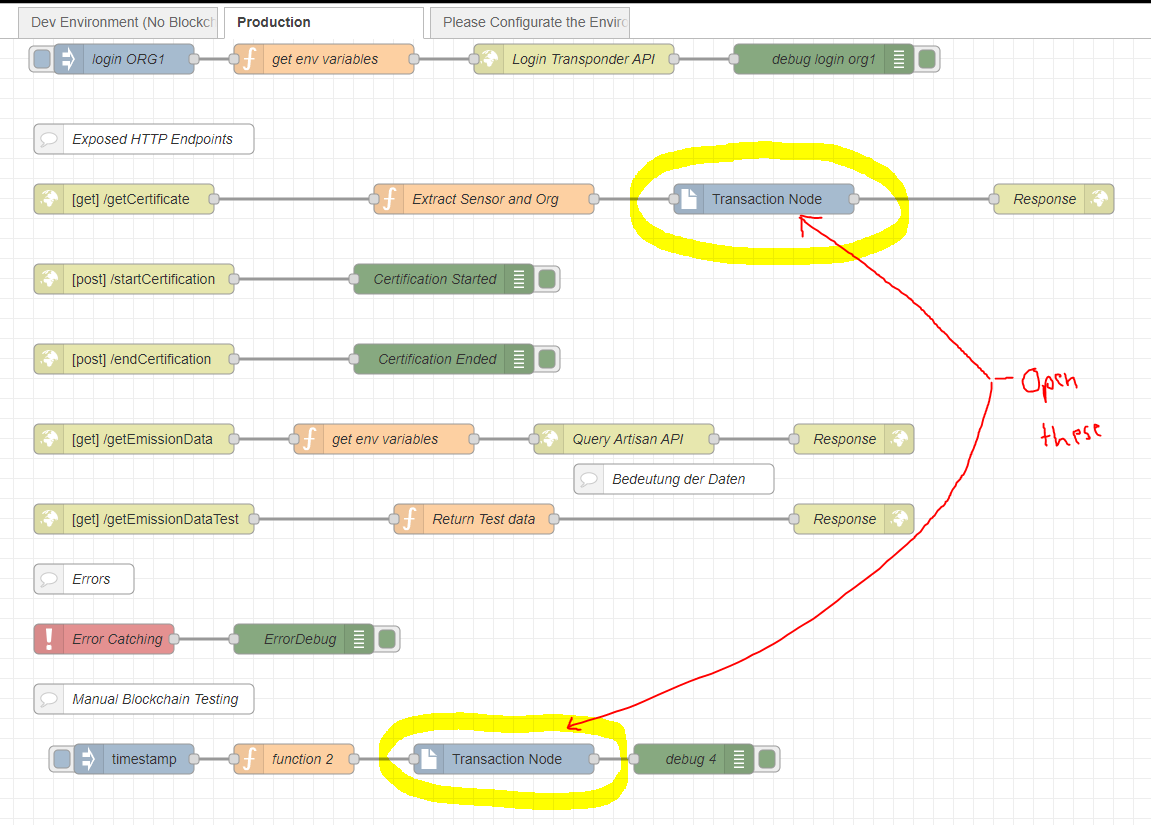 Dev Environment (No Blockch
Production
Please Configurate the Enviro
login ORG1
get env variables
Login Transponder API
debug login org1
Exposed HTTP Endpoints
[get] /getCertificate
Extract Sensor and Org
Transaction Node
Response
[post] /startCertification
Certification Started
[post] /endCertification
Certification Ended
Open
these
[get] /getEmissionData
get env variables
Query Artisan API
Response
Bedeutung der Daten
[get] /getEmissionDataTest
Return Test data
Response
Errors
Error Catching
ErrorDebug
Manual Blockchain Testing
timestamp
function 2
Transaction Node
debug 4